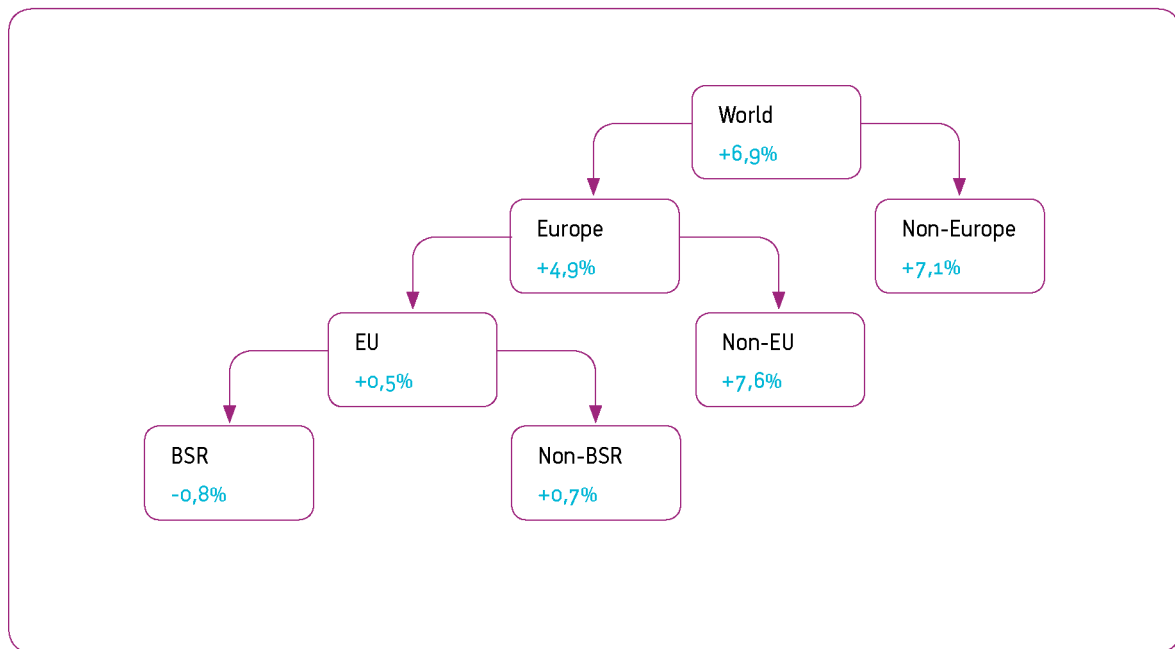 World
+6,9%
Europe
+4,9%
Non-Europe
+7,1%
EU
+0,5%
Non-EU
+7,6%
BSR
-0,8%
Non-BSR
+0,7%